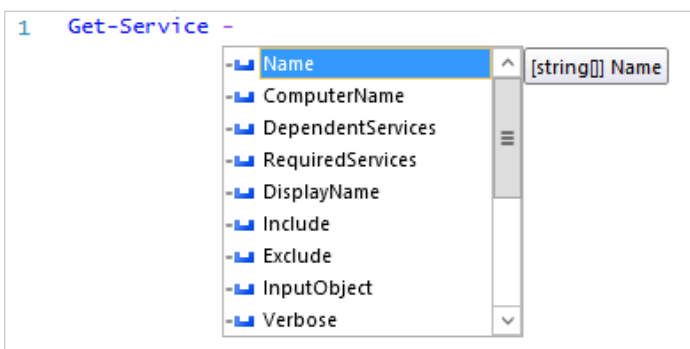 1 Get-Service -
Name [string[]] Name
ComputerName
DependentServices
RequiredServices
DisplayName
Include
Exclude
InputObject
Verbose